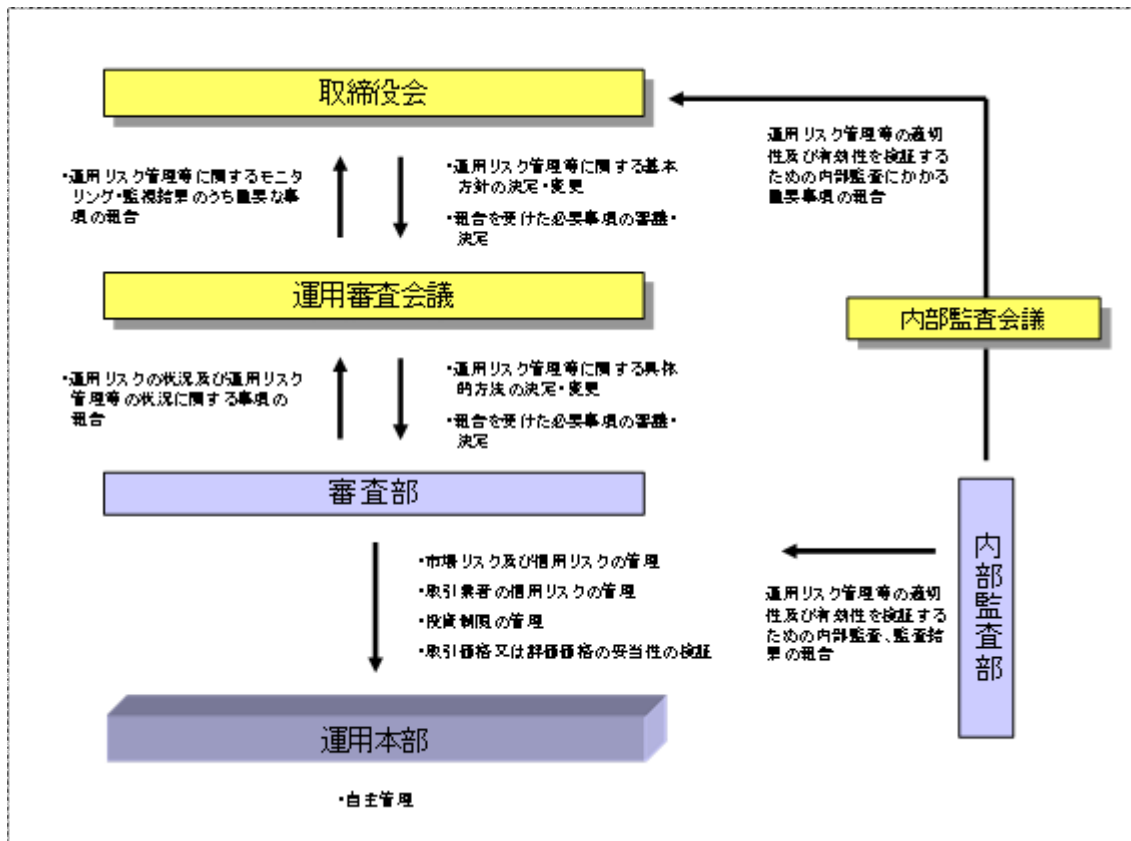 取締役会
・運用リスク管理等に関するモニ
タリング・監視結果のうち重要な事
項の報告
・運用リスク管理等に関する基本
方針の決定・変更
・報告を受けた必要事項の審議・
決定
運用リスク管理等の適切
性及び有効性を検証する
ための内部監査にかかる
重要事項の報告
運用審査会議
内部監査会議
・運用リスクの状況及び運用リスク
管理等の状況に関する事項の
報告
・運用リスク管理等に関する具体
的方法の決定・変更
・報告を受けた必要事項の審議・
決定
審査部
・市場リスク及び信用リスクの管理
・取引業者の信用リスクの管理
・投資制限の管理
・取引価格又は評価価格の妥当性の検証
運用リスク管理等の適切
性及び有効性を検証する
ための内部監査、監査結
果の報告
内部監査部
運用本部
・自主管理